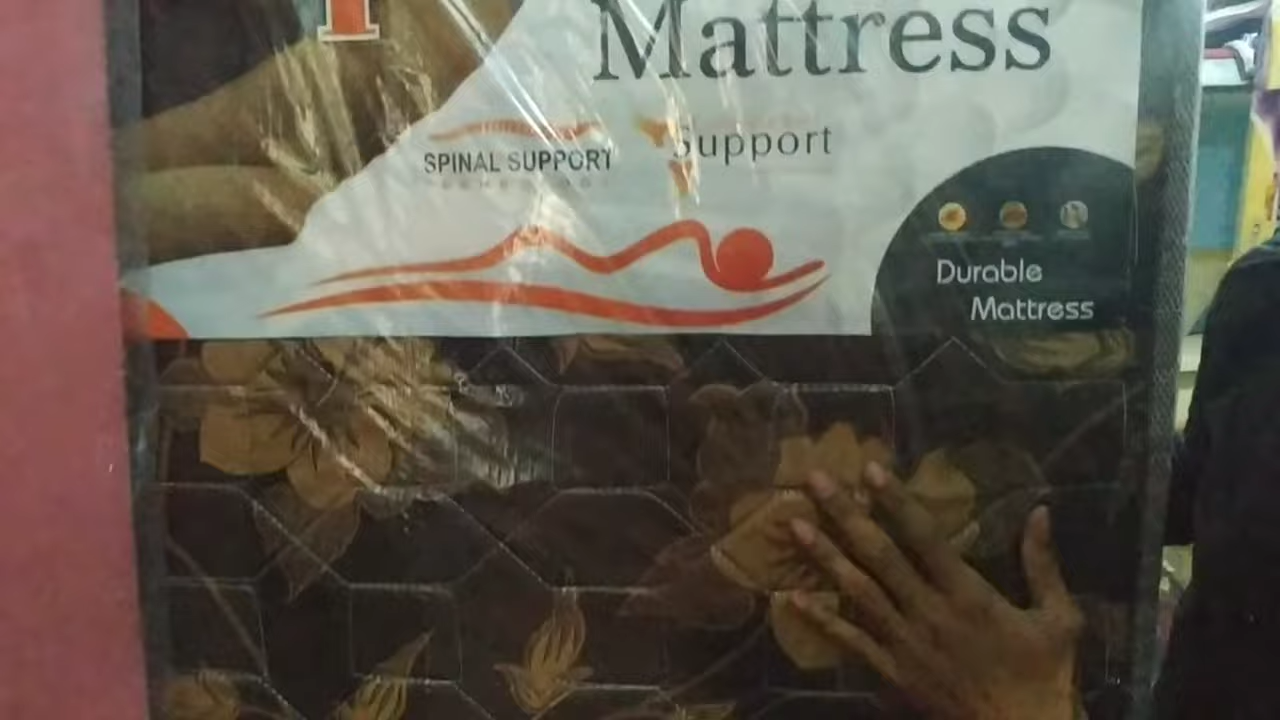 Mattress
SPINAL SUPPORT
Support
Durable
Mattress